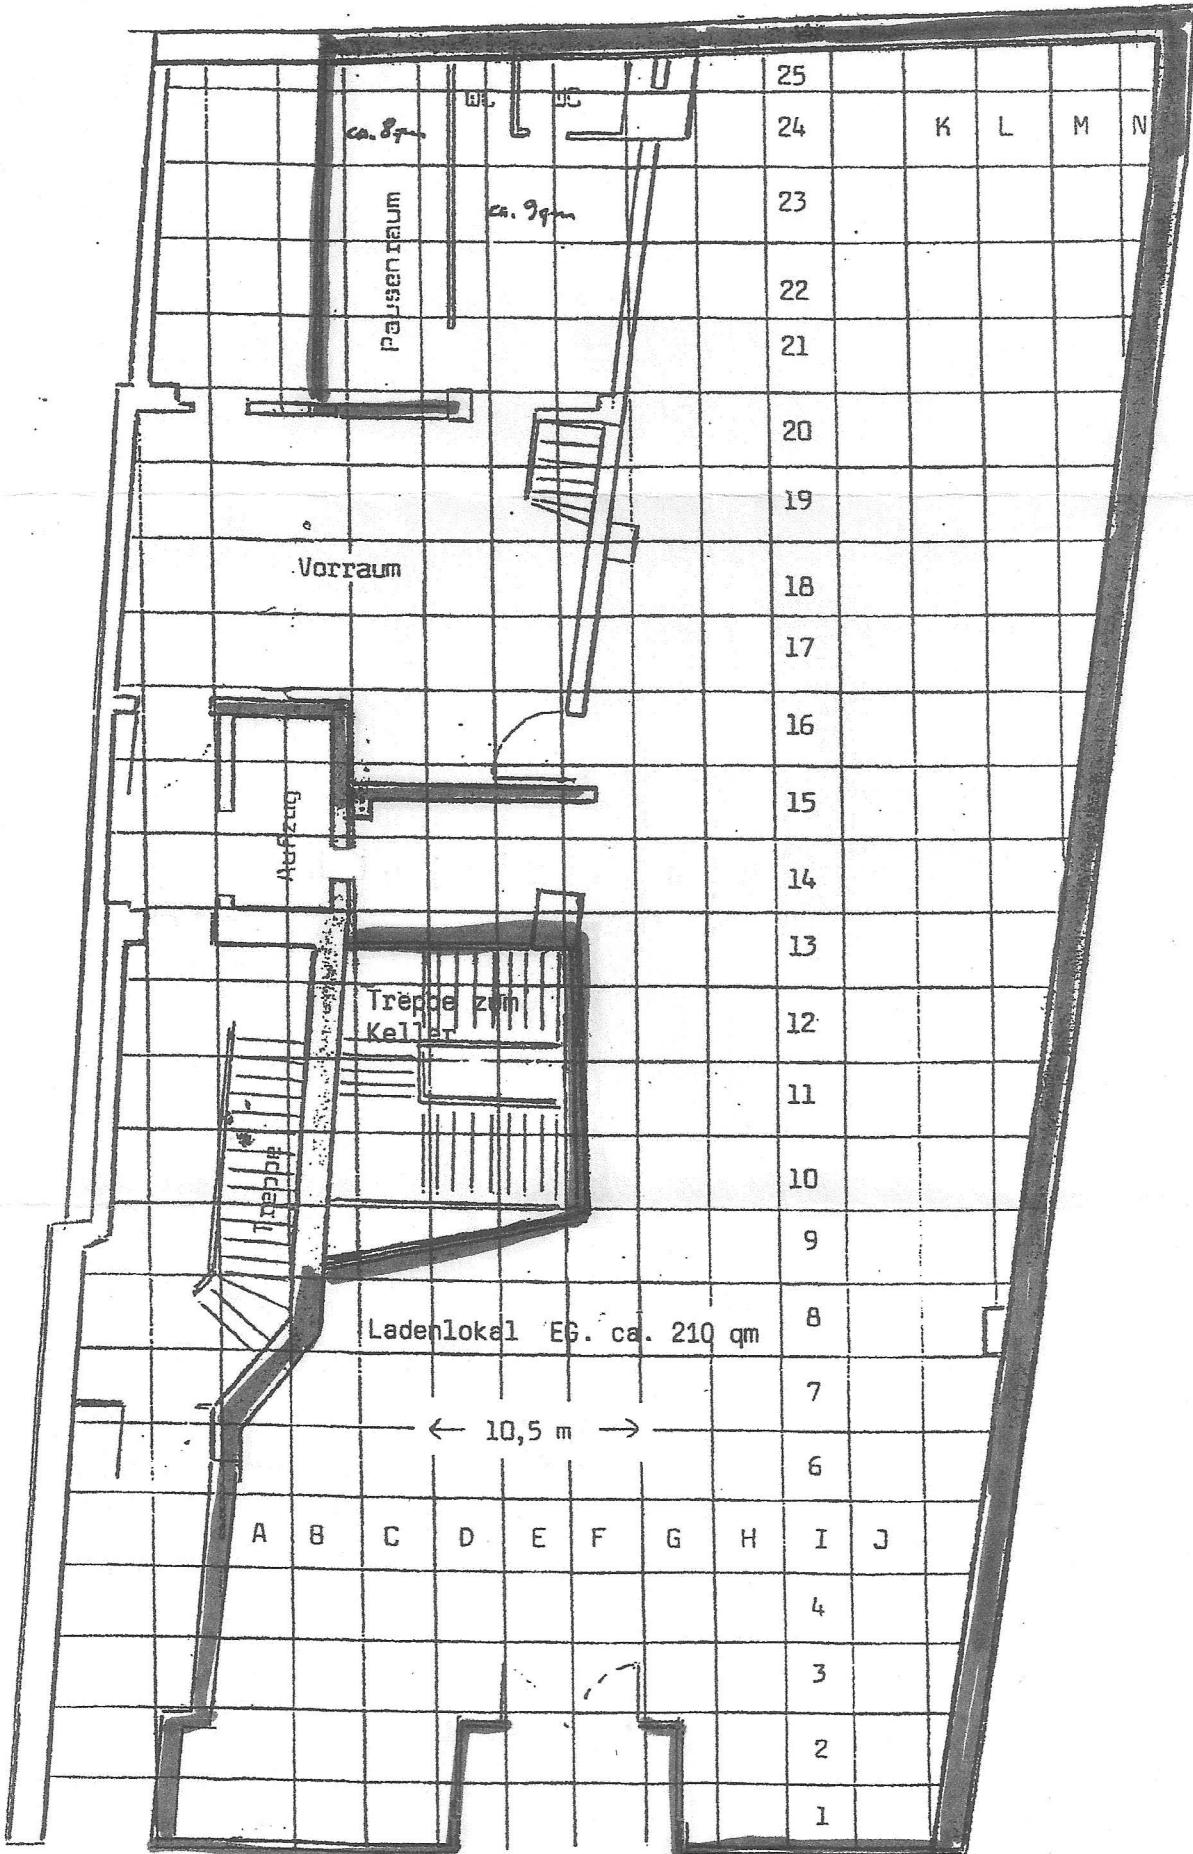 25
WC WC
ca. 8qm
24 K L M N
Pausenraum
ca. 9qm
23
22
21
20
19
Vorraum
18
17
16
Aufzug
15
14
13
Treppe zum
Keller
12
11
Treppe
10
9
8
Ladenlokal EG. ca. 210 qm
7
← 10,5 m →
6
A B C D E F G H I J
4
3
2
1